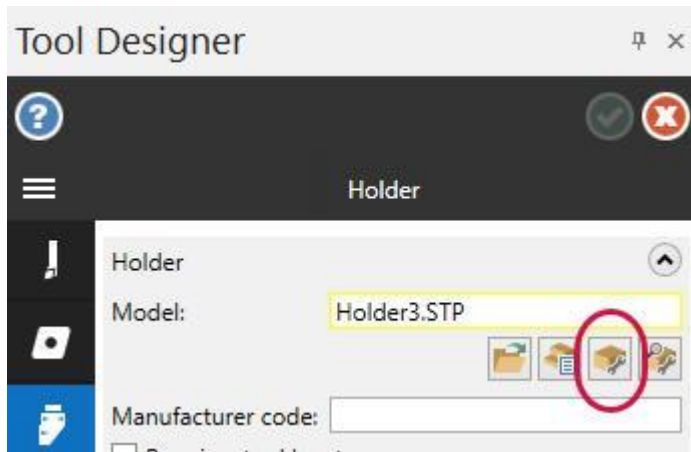 Tool Designer
Holder
Holder
Model: Holder3.STP
Manufacturer code: